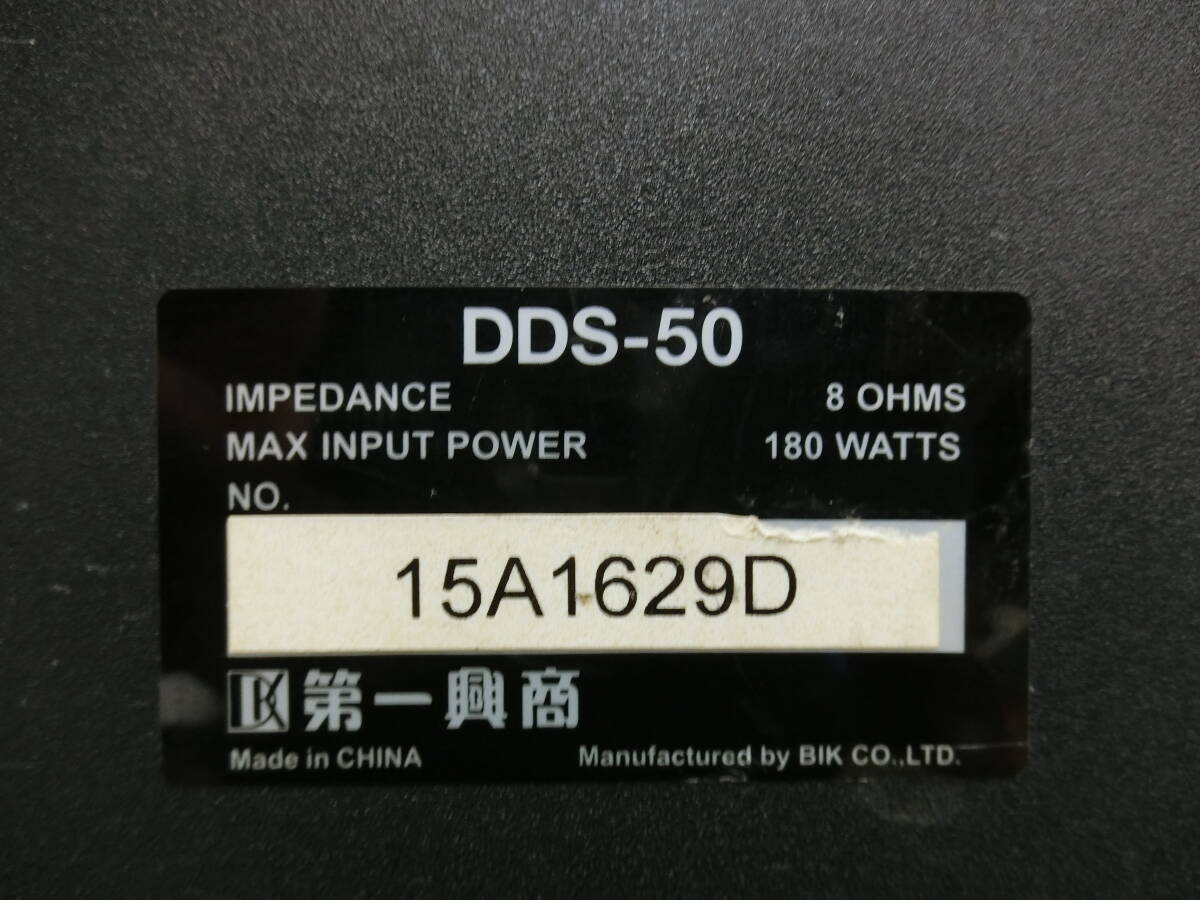 DDS-50
IMPEDANCE 8 OHMS
MAX INPUT POWER 180 WATTS
NO.
15A1629D
DK 第一興商
Made in CHINA Manufactured by BIK CO.,LTD.